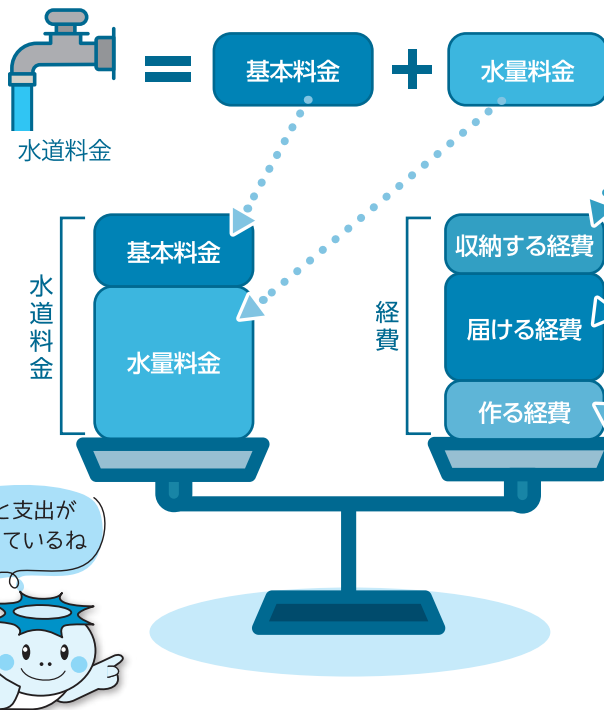 基本料金
水量料金
水道料金
基本料金
水量料金
水道料金
収納する経費
届ける経費
作る経費
経費
と支出が
ているね